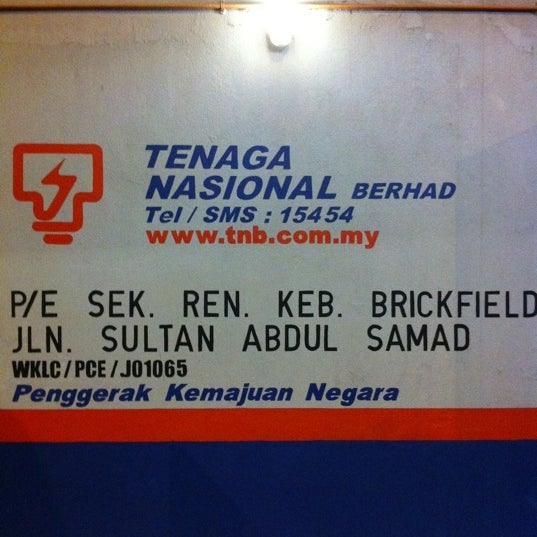 TENAGA
NASIONAL BERHAD
Tel / SMS : 15454
www.tnb.com.my
P/E SEK. REN. KEB. BRICKFIELD
JLN. SULTAN ABDUL SAMAD
WKLC/PCE/J01065
Penggerak Kemajuan Negara